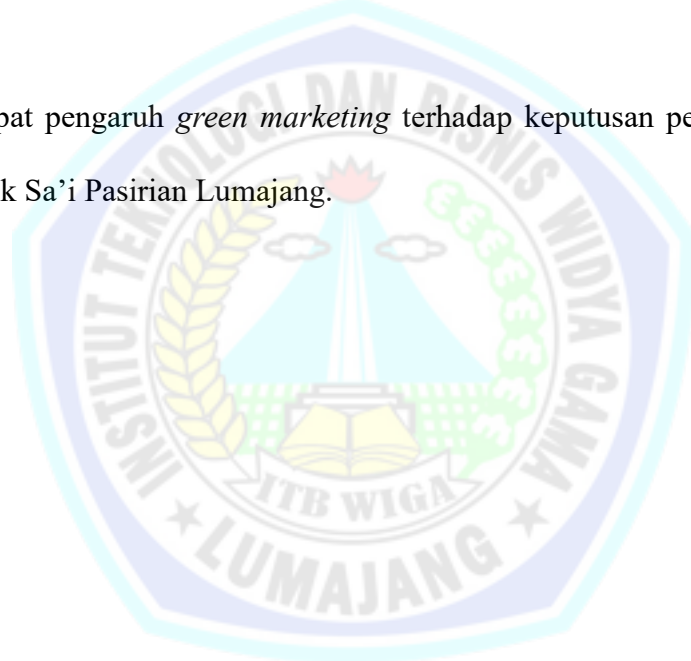 pat pengaruh green marketing terhadap keputusan pe
k Sa’i Pasirian Lumajang.
INSTITUT TEKNOLOGI DAN BISNIS WIDYA GAMA
ITB WIGA
★ LUMAJANG ★